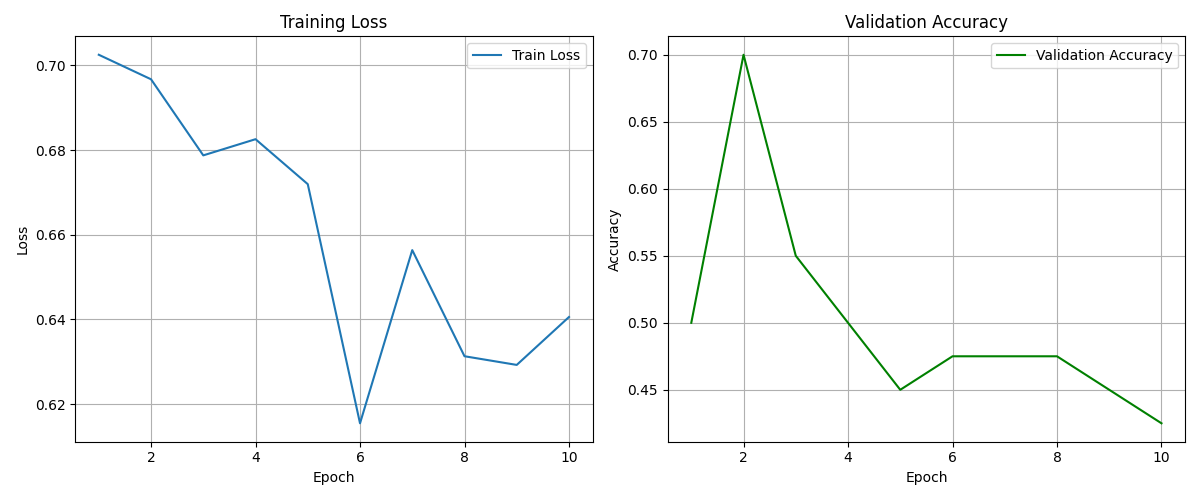 Training Loss
Train Loss
0.70
0.68
0.66
0.64
0.62
Loss
2 4 6 8 10
Epoch
Validation Accuracy
Validation Accuracy
0.70
0.65
0.60
0.55
0.50
0.45
Accuracy
2 4 6 8 10
Epoch